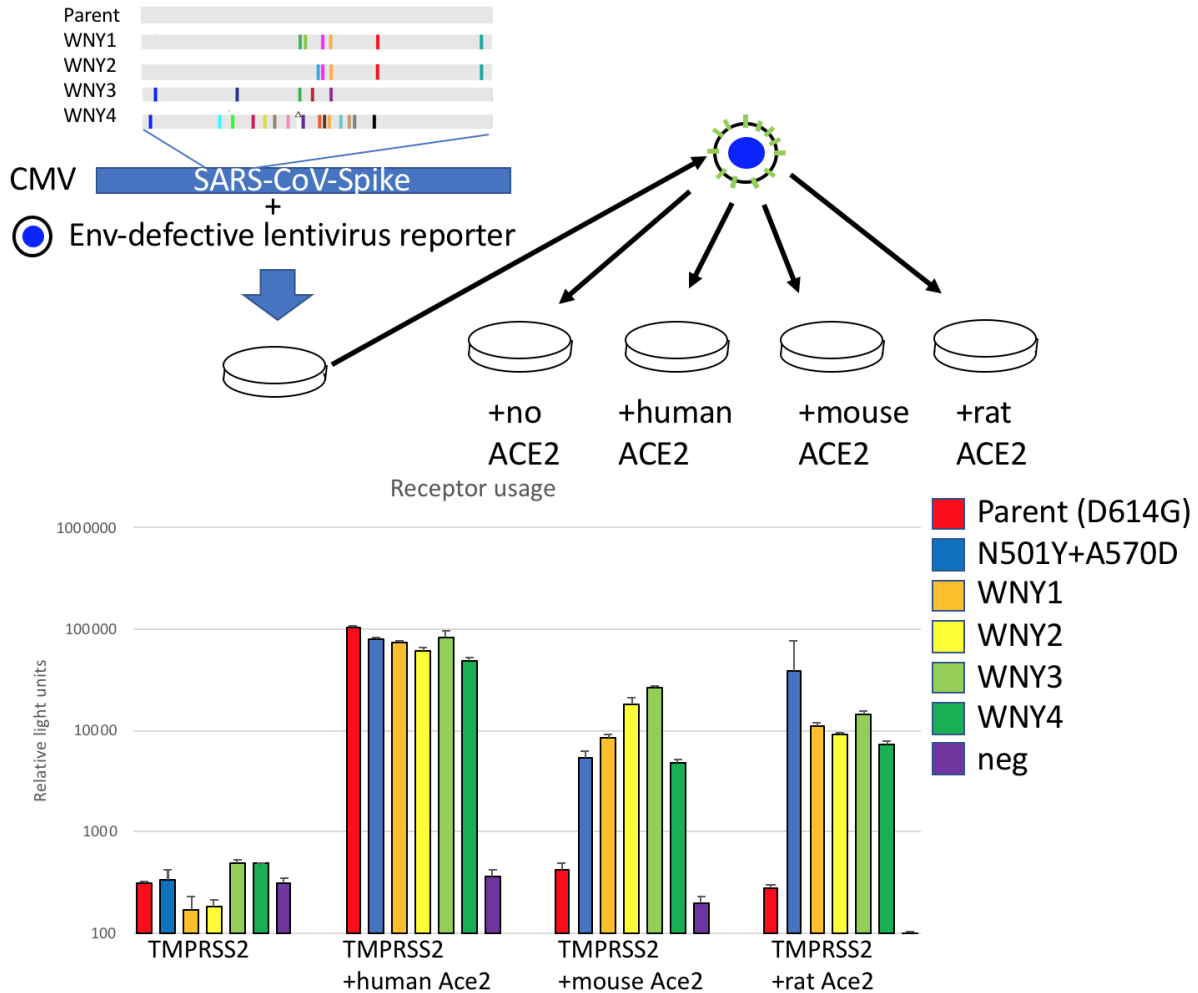 Parent
WNY1
WNY2
WNY3
WNY4
Δ
CMV
SARS-CoV-Spike
+
Env-defective lentivirus reporter
+no
ACE2
+human
ACE2
+mouse
ACE2
+rat
ACE2
Receptor usage
Relative light units
1000000
100000
10000
1000
100
TMPRSS2
TMPRSS2
+human Ace2
TMPRSS2
+mouse Ace2
TMPRSS2
+rat Ace2
Parent (D614G)
N501Y+A570D
WNY1
WNY2
WNY3
WNY4
neg